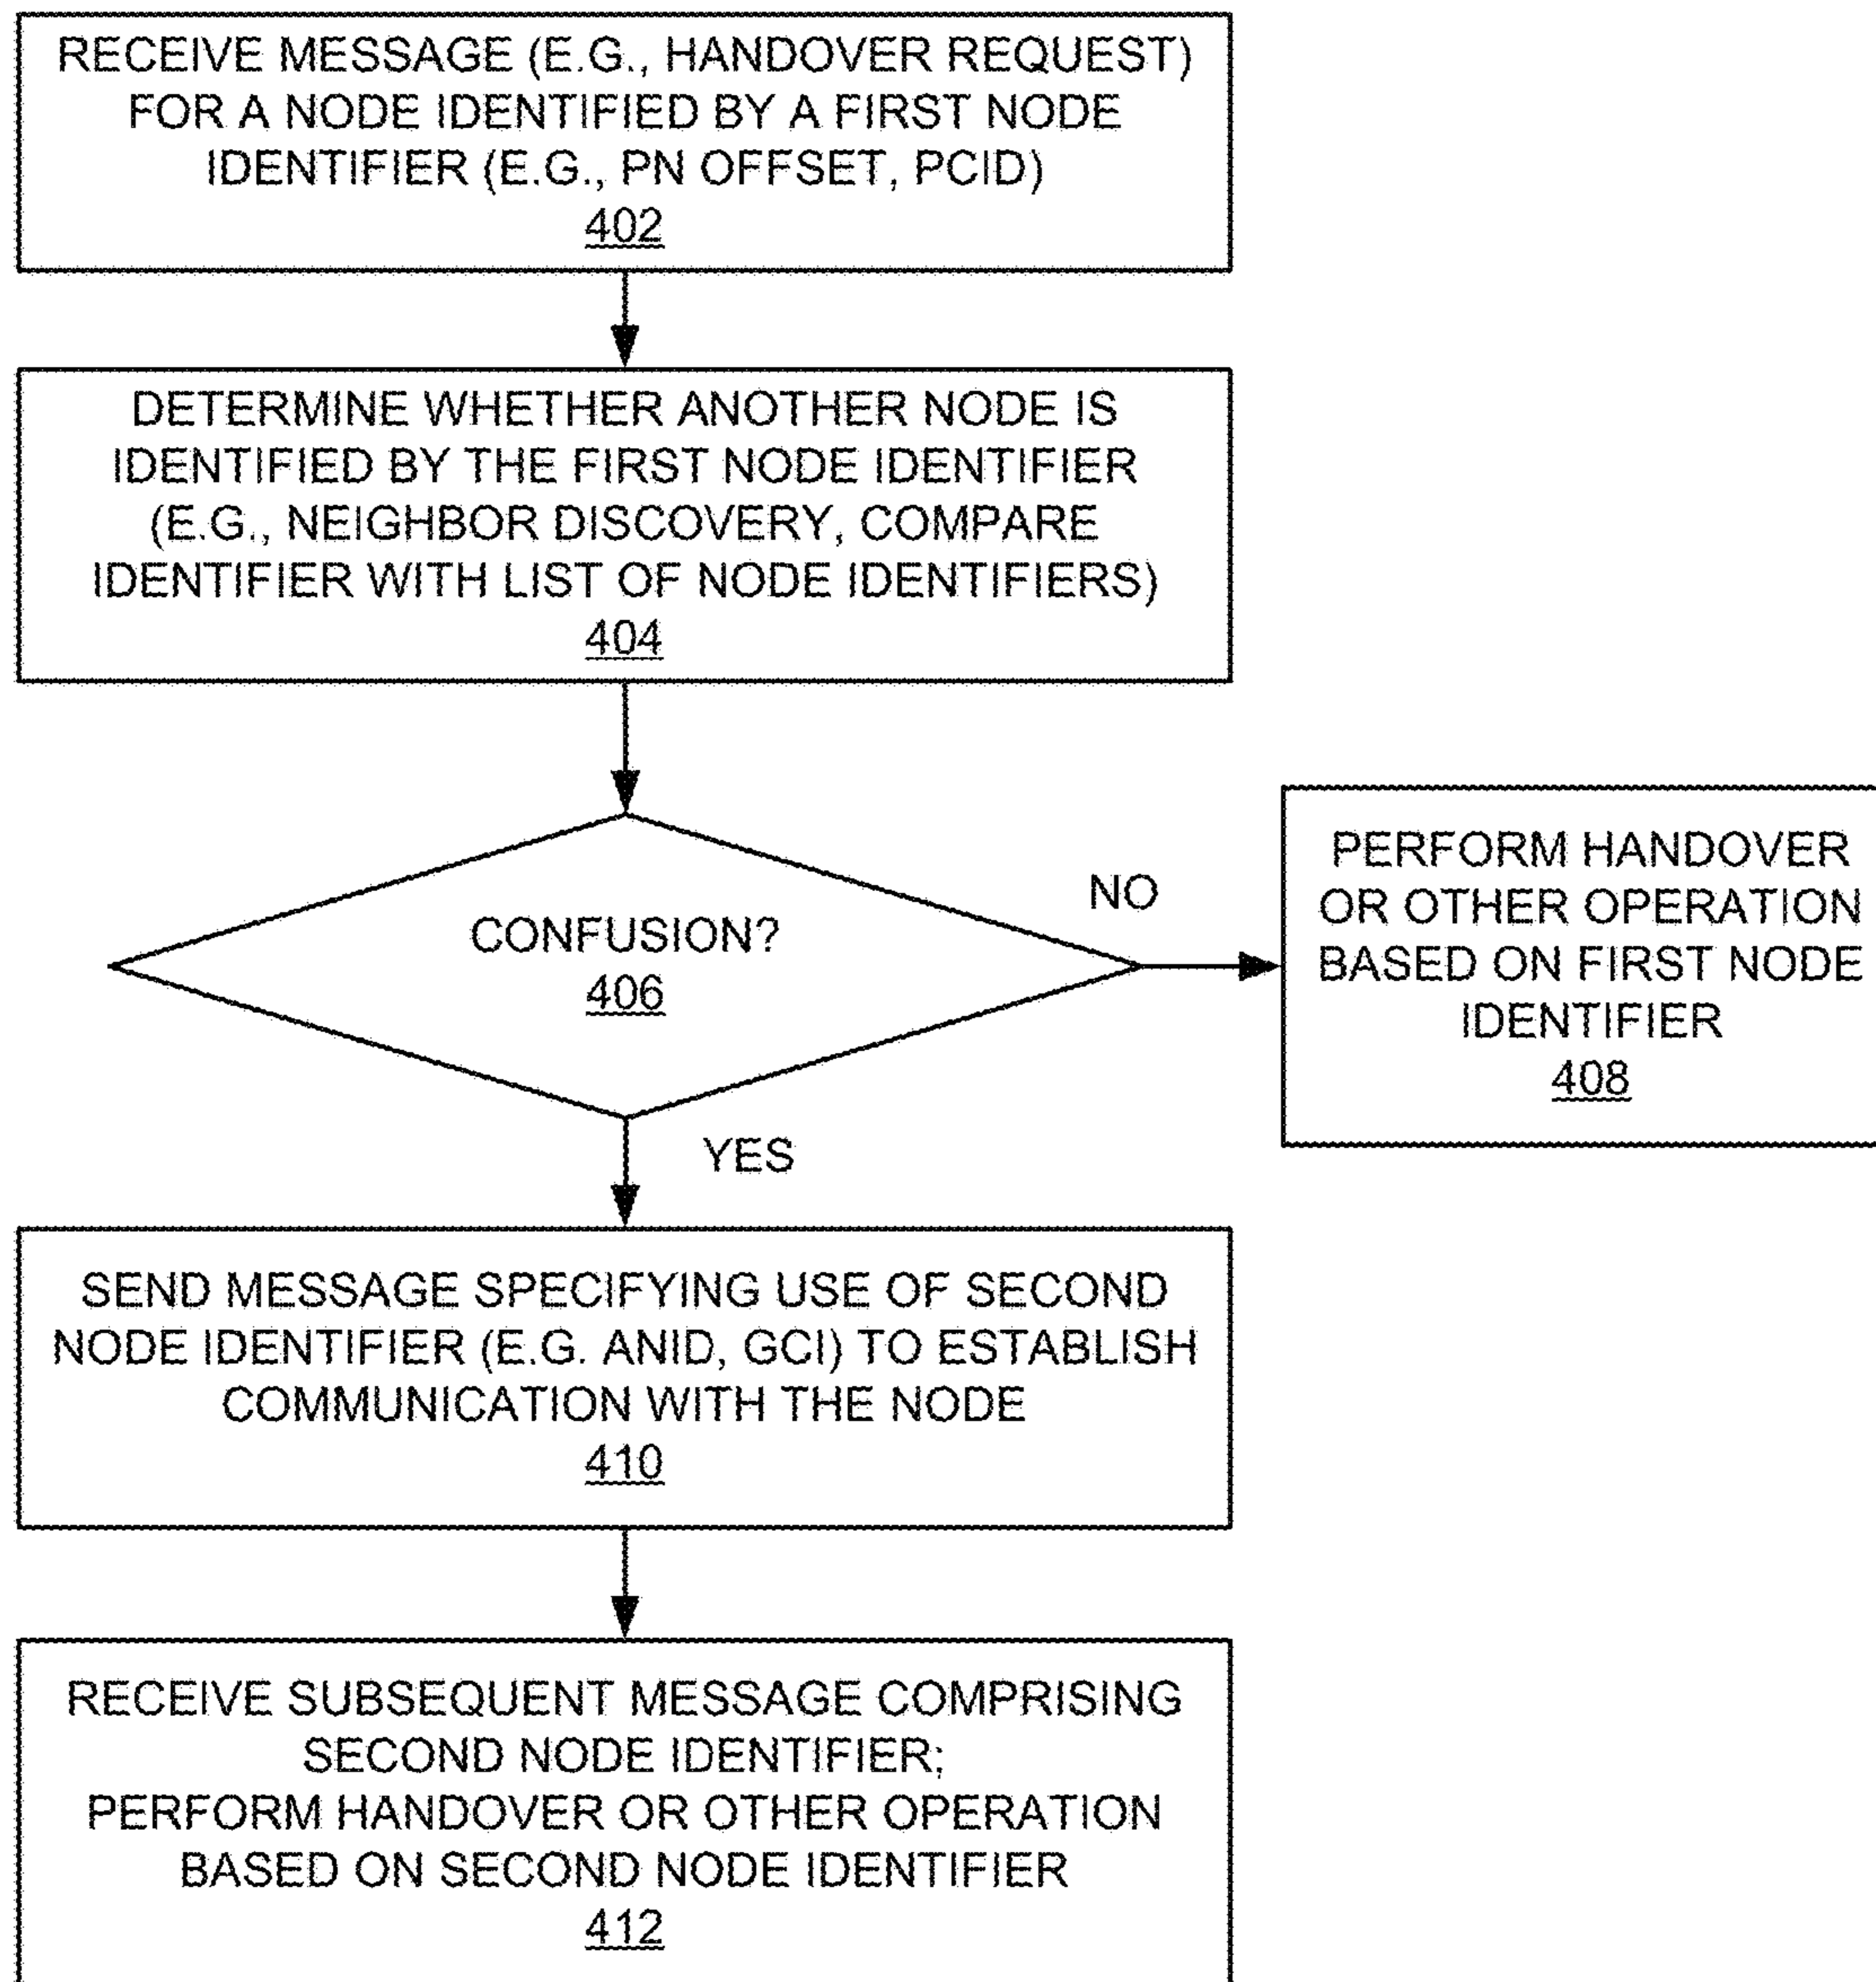 RECEIVE MESSAGE (E.G., HANDOVER REQUEST)
FOR A NODE IDENTIFIED BY A FIRST NODE
IDENTIFIER (E.G., PN OFFSET, PCID)
402
DETERMINE WHETHER ANOTHER NODE IS
IDENTIFIED BY THE FIRST NODE IDENTIFIER
(E.G., NEIGHBOR DISCOVERY, COMPARE
IDENTIFIER WITH LIST OF NODE IDENTIFIERS)
404
CONFUSION?
406
NO
PERFORM HANDOVER
OR OTHER OPERATION
BASED ON FIRST NODE
IDENTIFIER
408
YES
SEND MESSAGE SPECIFYING USE OF SECOND
NODE IDENTIFIER (E.G. ANID, GCI) TO ESTABLISH
COMMUNICATION WITH THE NODE
410
RECEIVE SUBSEQUENT MESSAGE COMPRISING
SECOND NODE IDENTIFIER;
PERFORM HANDOVER OR OTHER OPERATION
BASED ON SECOND NODE IDENTIFIER
412